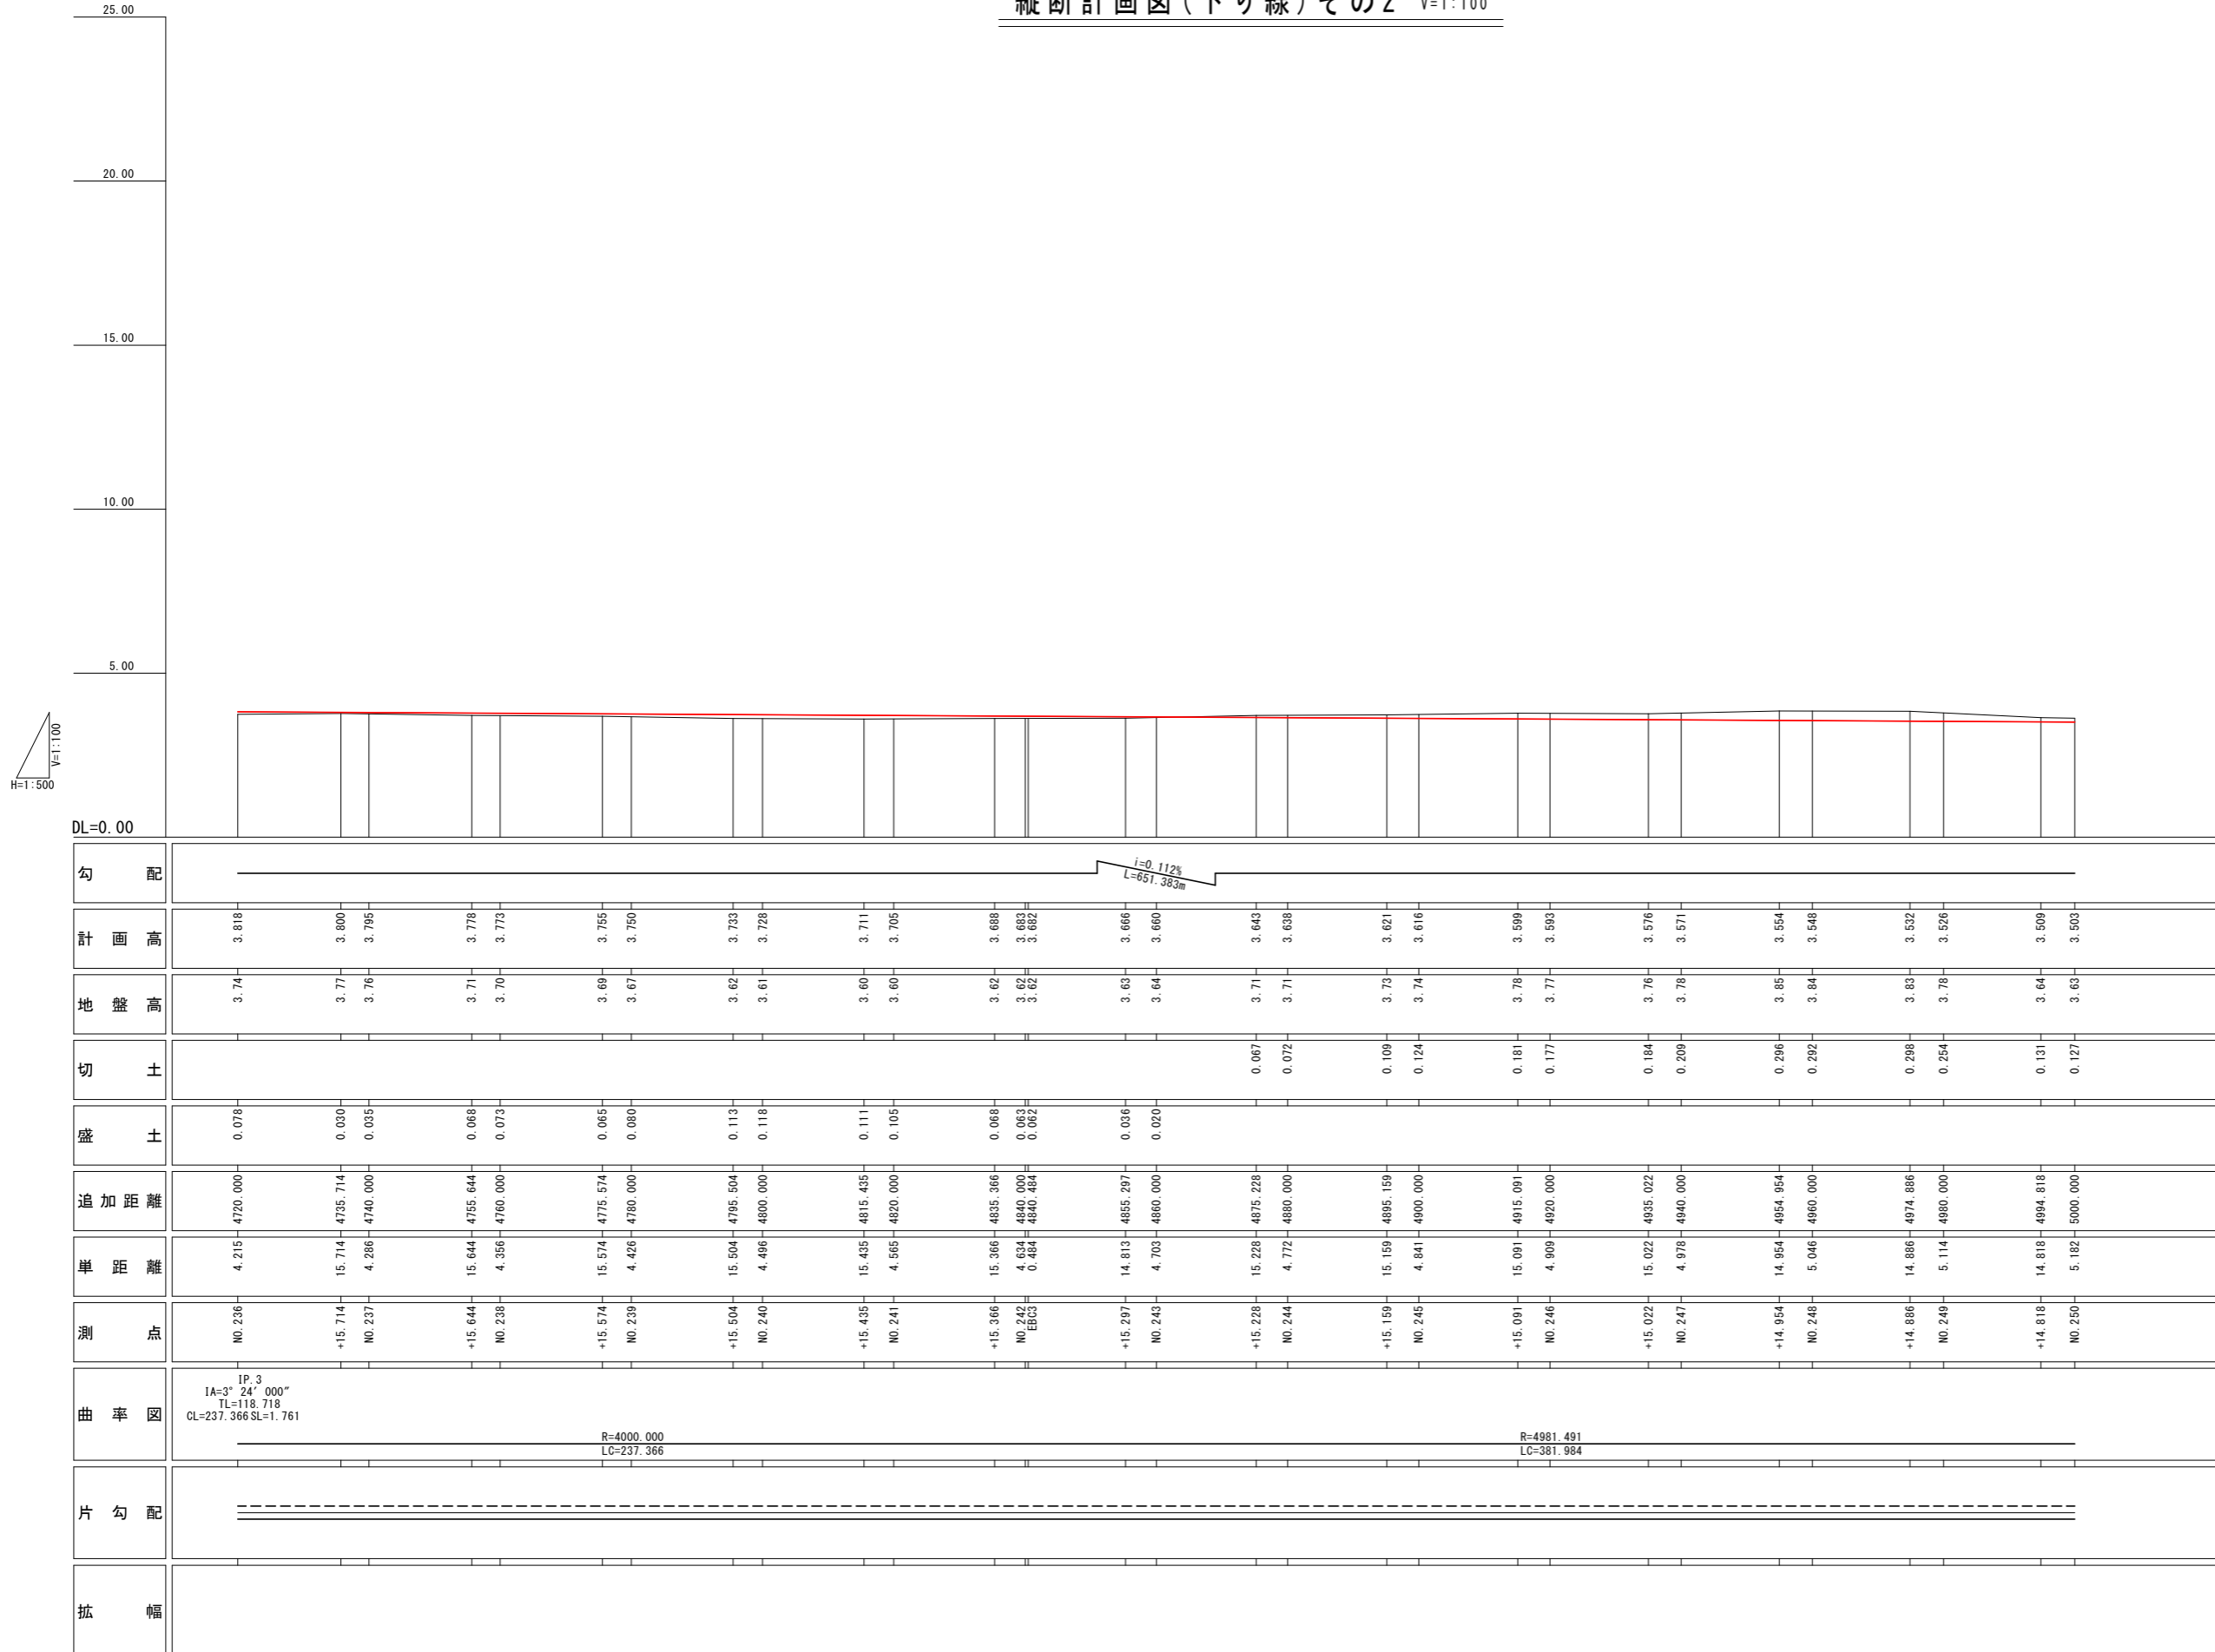 縦断計画図(下り線)その2 V=1:100
25.00
20.00
15.00
10.00
5.00
V=1:100
H=1:500
DL=0.00
勾配
i=0.112%
L=651.383m
計画高
3.818 3.800 3.795 3.778 3.773 3.755 3.750 3.733 3.728 3.711 3.705 3.688 3.683 3.682 3.666 3.660 3.643 3.638 3.621 3.616 3.599 3.593 3.576 3.571 3.554 3.548 3.532 3.526 3.509 3.503
地盤高
3.74 3.77 3.76 3.71 3.70 3.69 3.67 3.62 3.61 3.60 3.60 3.62 3.62 3.62 3.63 3.64 3.71 3.71 3.73 3.74 3.78 3.77 3.76 3.78 3.85 3.84 3.83 3.78 3.64 3.63
切土
0.067 0.072 0.109 0.124 0.181 0.177 0.184 0.209 0.296 0.292 0.298 0.254 0.131 0.127
盛土
0.078 0.030 0.035 0.068 0.073 0.065 0.080 0.113 0.118 0.111 0.105 0.068 0.063 0.062 0.036 0.020
追加距離
4720.000 4735.714 4740.000 4755.644 4760.000 4775.574 4780.000 4795.504 4800.000 4815.435 4820.000 4835.366 4840.000 4840.484 4855.297 4860.000 4875.228 4880.000 4895.159 4900.000 4915.091 4920.000 4935.022 4940.000 4954.954 4960.000 4974.886 4980.000 4994.818 5000.000
単距離
4.215 15.714 4.286 15.644 4.356 15.574 4.426 15.504 4.496 15.435 4.565 15.366 4.634 0.484 14.813 4.703 15.228 4.772 15.159 4.841 15.091 4.909 15.022 4.978 14.954 5.046 14.886 5.114 14.818 5.182
測点
NO.236 +15.714 NO.237 +15.644 NO.238 +15.574 NO.239 +15.504 NO.240 +15.435 NO.241 +15.366 NO.242 EBC3 +15.297 NO.243 +15.228 NO.244 +15.159 NO.245 +15.091 NO.246 +15.022 NO.247 +14.954 NO.248 +14.886 NO.249 +14.818 NO.250
曲率図
IP.3
IA=3°24′000″
TL=118.718
CL=237.366 SL=1.761
R=4000.000
LC=237.366
R=4981.491
LC=381.984
片勾配
拡幅